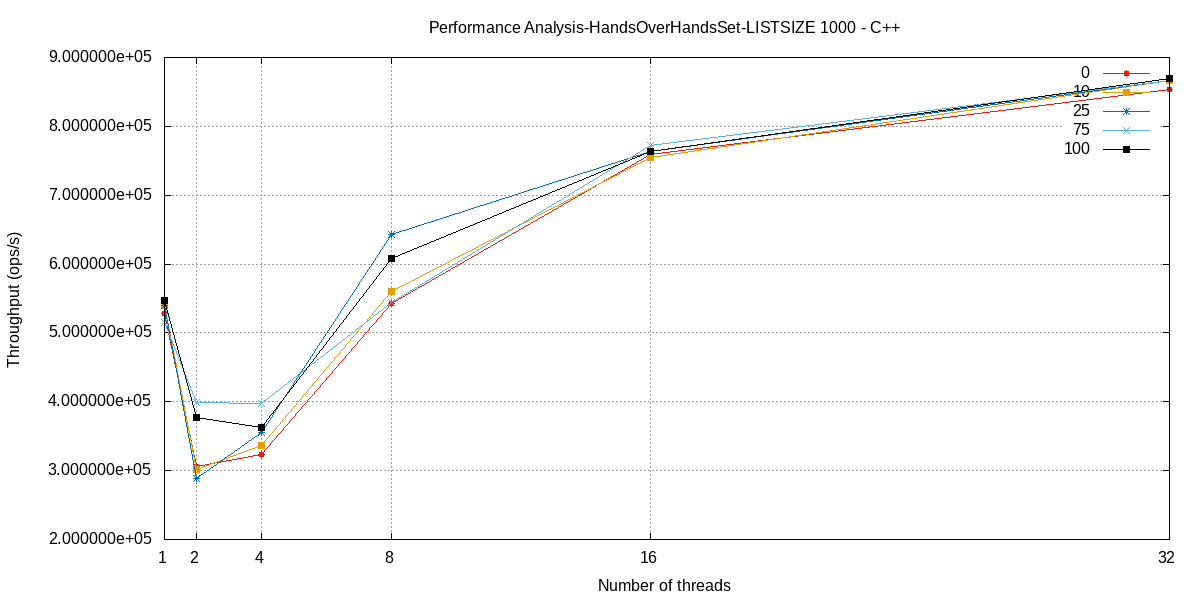 Performance Analysis-HandsOverHandsSet-LISTSIZE 1000 - C++
9.000000e+05
8.000000e+05
7.000000e+05
6.000000e+05
5.000000e+05
4.000000e+05
3.000000e+05
2.000000e+05
Throughput (ops/s)
0
10
25
75
100
1 2 4 8 16 32
Number of threads